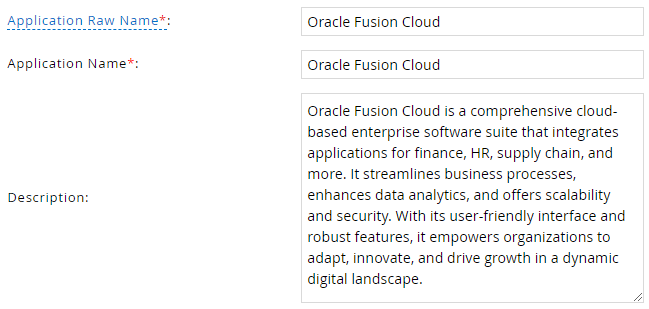 Application Raw Name*: Oracle Fusion Cloud
Application Name*: Oracle Fusion Cloud
Description:
Oracle Fusion Cloud is a comprehensive cloud-
based enterprise software suite that integrates
applications for finance, HR, supply chain, and
more. It streamlines business processes,
enhances data analytics, and offers scalability
and security. With its user-friendly interface and
robust features, it empowers organizations to
adapt, innovate, and drive growth in a dynamic
digital landscape.